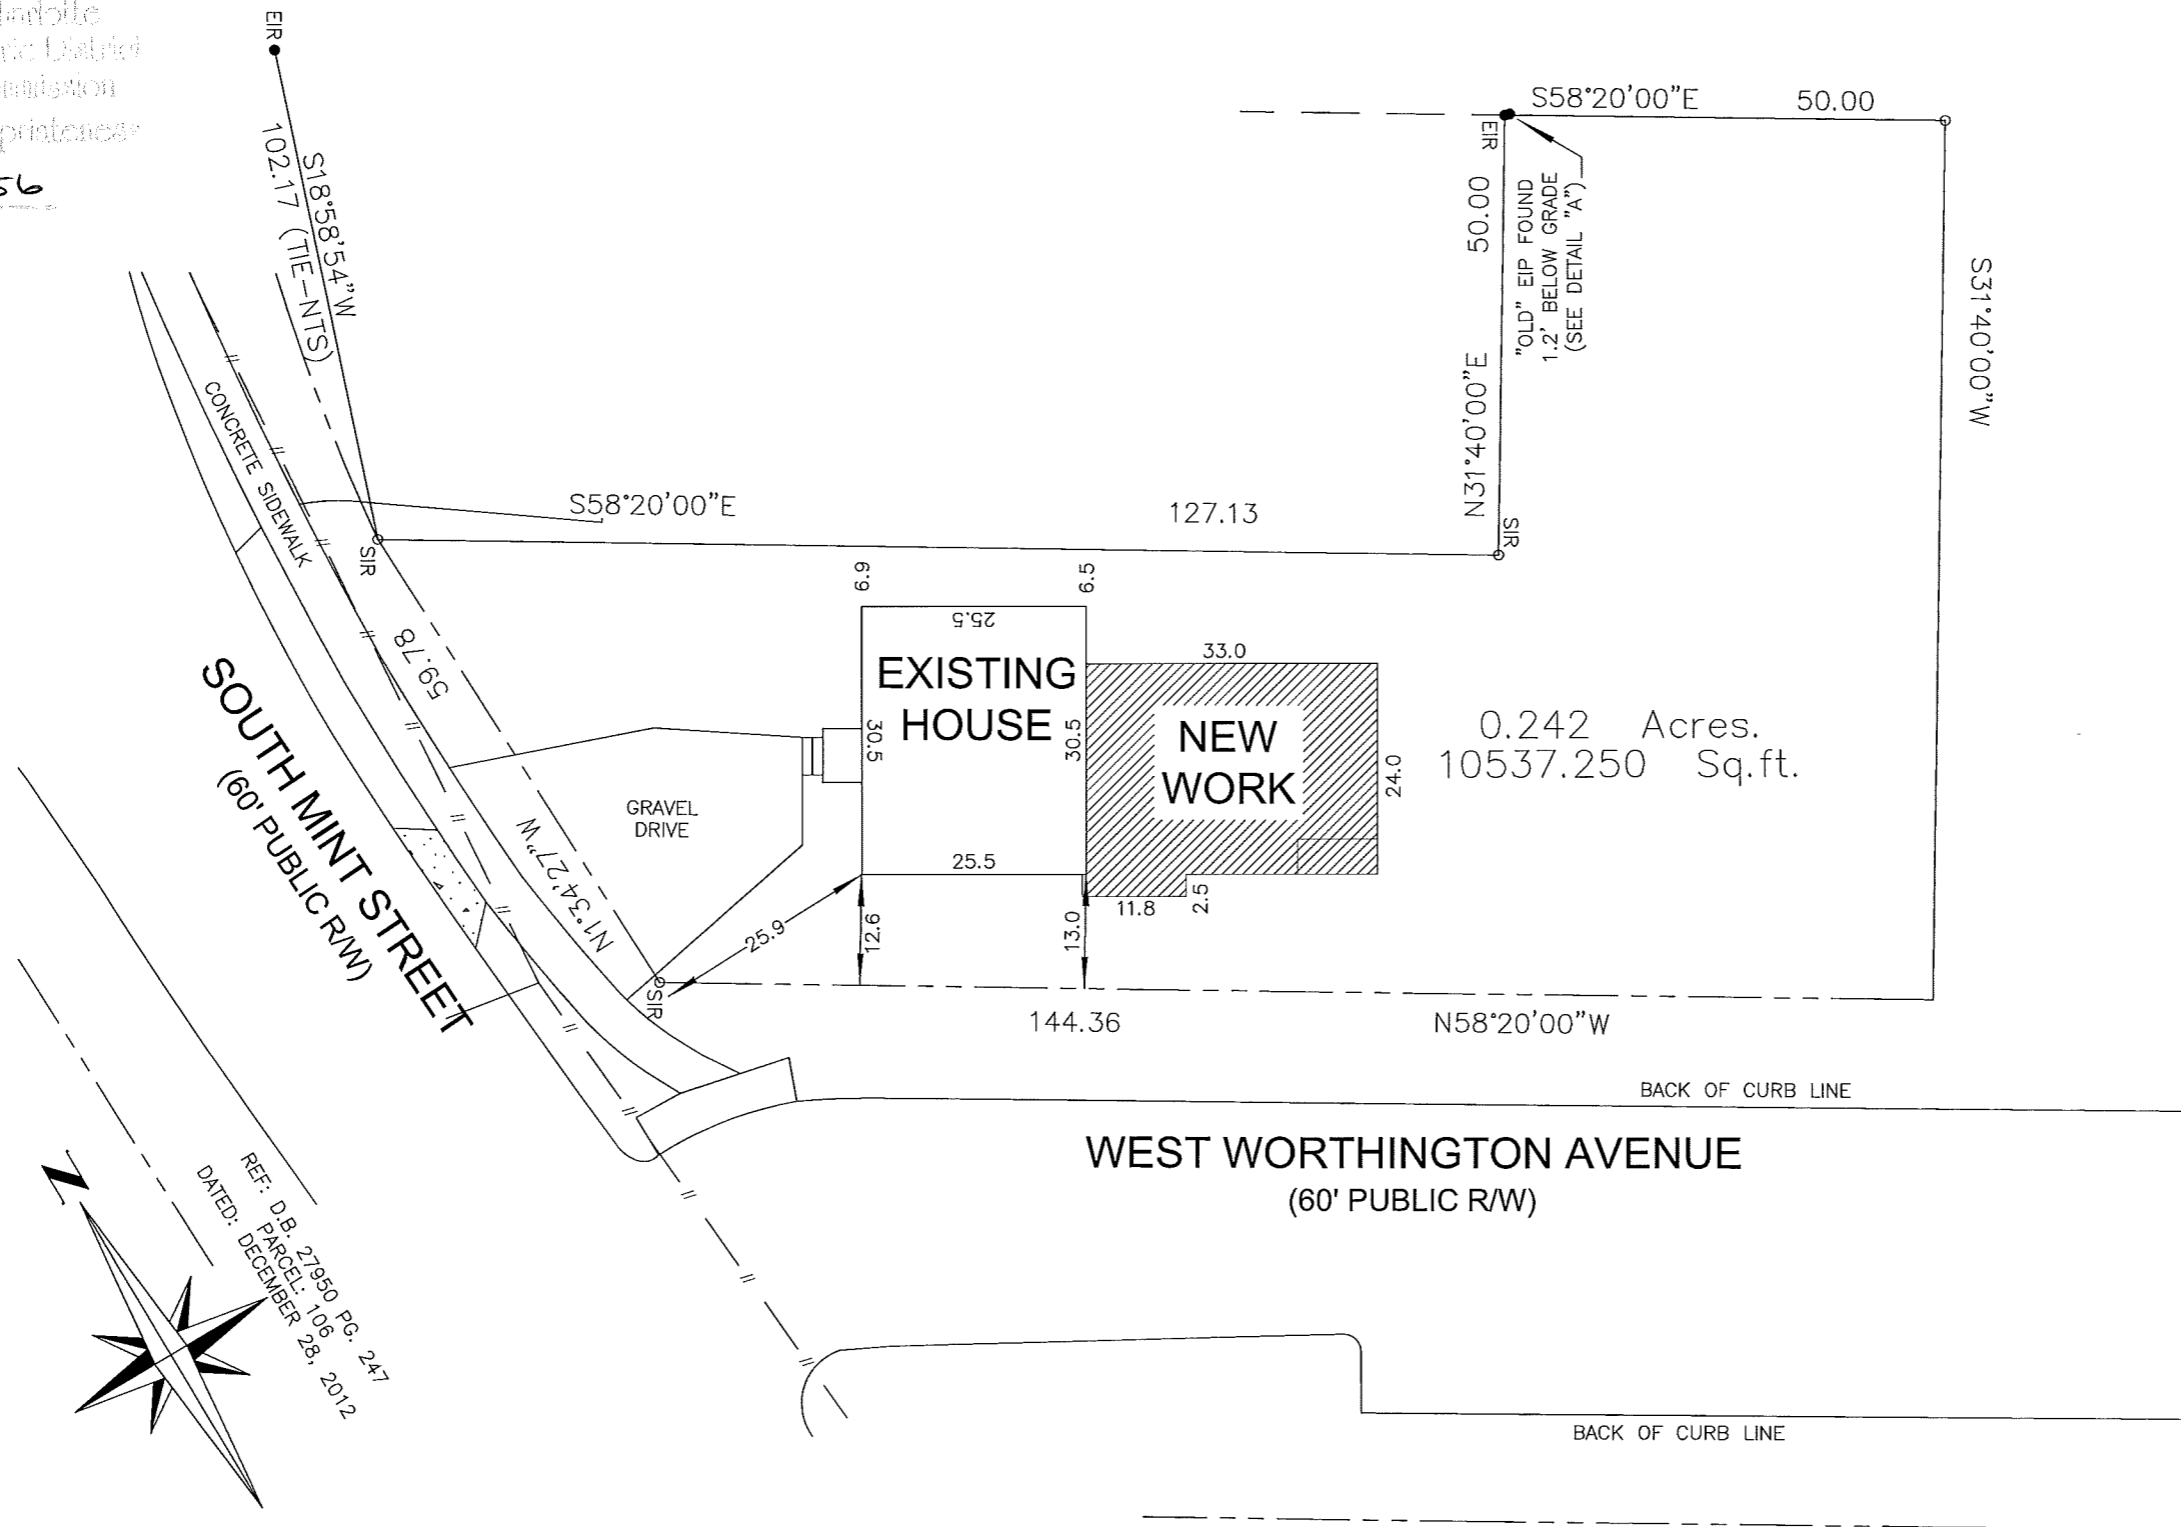 56
EIR
S18°58'54"W
102.17 (TIE-NTS)
S58°20'00"E 50.00
EIR
50.00
N31°40'00"E
"OLD" EIP FOUND
1.2' BELOW GRADE
(SEE DETAIL "A")
S31°40'00"W
CONCRETE SIDEWALK
S58°20'00"E 127.13
SIR
SIR
6.9
6.5
25.5
EXISTING
HOUSE
30.5
30.5
25.5
33.0
NEW
WORK
24.0
11.8
2.5
0.242 Acres.
10537.250 Sq.ft.
59.78
N1°34'27"W
GRAVEL
DRIVE
25.9
12.6
13.0
SIR
144.36 N58°20'00"W
SOUTH MINT STREET
(60' PUBLIC R/W)
BACK OF CURB LINE
WEST WORTHINGTON AVENUE
(60' PUBLIC R/W)
N
REF: D.B. 27950 PG. 247
PARCEL: 106
DATED: DECEMBER 28, 2012
BACK OF CURB LINE